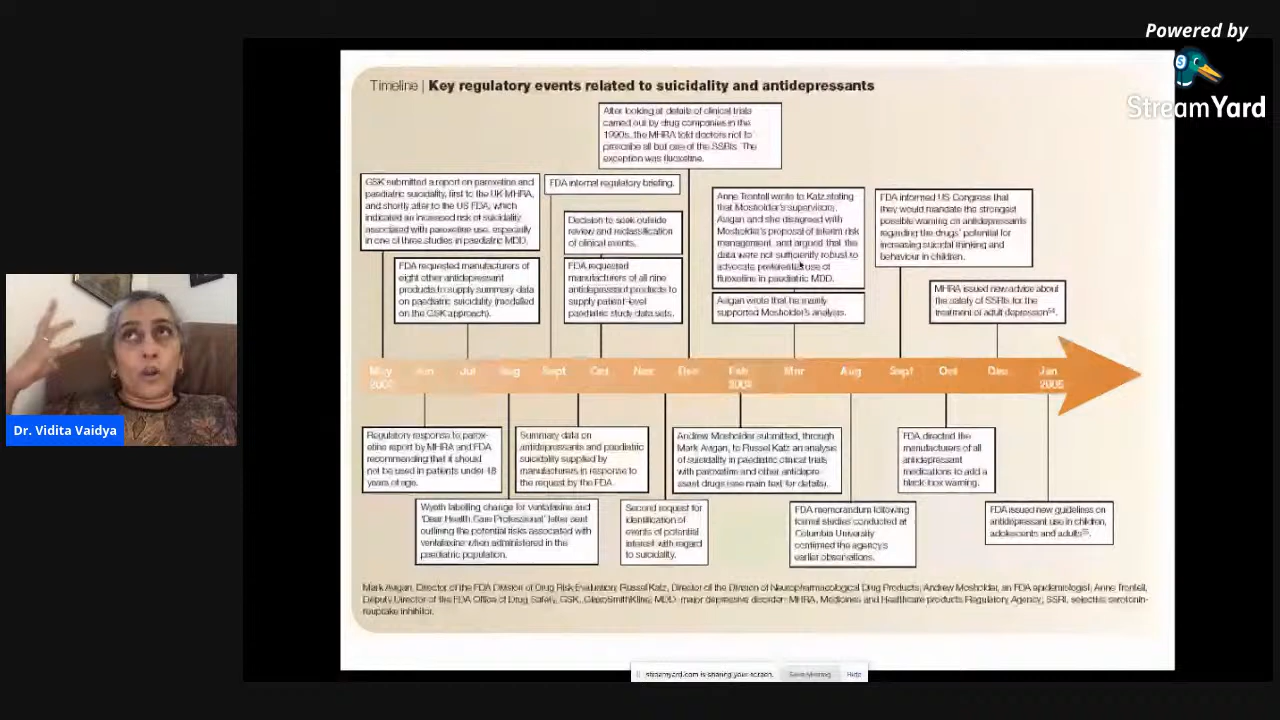 Powered by
StreamYard
Timeline | Key regulatory events related to suicidality and antidepressants
After looking at details of clinical trials
carried out by drug companies in the
1990s, the MHRA told doctors not to
prescribe all but one of the SSRIs. The
exception was fluoxetine.
GSK submitted a report on paroxetine and
paediatric suicidality, first to the UK MHRA,
and shortly after to the US FDA, which
indicated an increased risk of suicidality
associated with paroxetine use, especially
in one of three studies in paediatric MDD.
FDA internal regulatory briefing.
Decision to seek outside
review and reclassification
of clinical events.
Anne Trontell wrote to Katz stating
that Mosholder's supervisor,
Avigan and she disagreed with
Mosholder's proposal of interim risk
management, and argued that the
data were not sufficiently robust to
advocate preferential use of
fluoxetine in paediatric MDD.
FDA informed US Congress that
they would mandate the strongest
possible warning on antidepressants
regarding the drugs' potential for
increasing suicidal thinking and
behaviour in children.
FDA requested manufacturers of
eight other antidepressant
products to supply summary data
on paediatric suicidality (modelled
on the GSK approach).
FDA requested
manufacturers of all nine
antidepressant products to
supply patient-level
paediatric study data sets.
Avigan wrote that he mainly
supported Mosholder's analysis.
MHRA issued new advice about
the safety of SSRIs for the
treatment of adult depression
May Jun Jul Aug Sept Oct Nov Dec Feb Mar Aug Sept Oct Dec Jan
2004 2005
Regulatory response to parox-
etine report by MHRA and FDA
recommending that it should
not be used in patients under 18
years of age.
Summary data on
antidepressants and paediatric
suicidality supplied by
manufacturers in response to
the request by the FDA.
Andrew Mosholder submitted, through
Mark Avigan, to Russel Katz an analysis
of suicidality in paediatric clinical trials
with paroxetine and other antidepre-
ssant drugs (see main text for details).
FDA directed the
manufacturers of all
antidepressant
medications to add a
black-box warning.
Wyeth labelling change for venlafaxine and
'Dear Health Care Professional' letter sent
outlining the potential risks associated with
venlafaxine when administered in the
paediatric population.
Second request for
identification of
events of potential
interest with regard
to suicidality.
FDA memorandum following
formal studies conducted at
Columbia University
confirmed the agency's
earlier observations.
FDA issued new guidelines on
antidepressant use in children,
adolescents and adults
Mark Avigan, Director of the FDA Division of Drug Risk Evaluation; Russel Katz, Director of the Division of Neuropharmacological Drug Products; Andrew Mosholder, an FDA epidemiologist; Anne Trontell,
Deputy Director of the FDA Office of Drug Safety; GSK, GlaxoSmithKline; MDD, major depressive disorder; MHRA, Medicines and Healthcare products Regulatory Agency; SSRI, selective serotonin-
reuptake inhibitor.
Dr. Vidita Vaidya
streamyard.com is sharing your screen.
Stop sharing
Hide